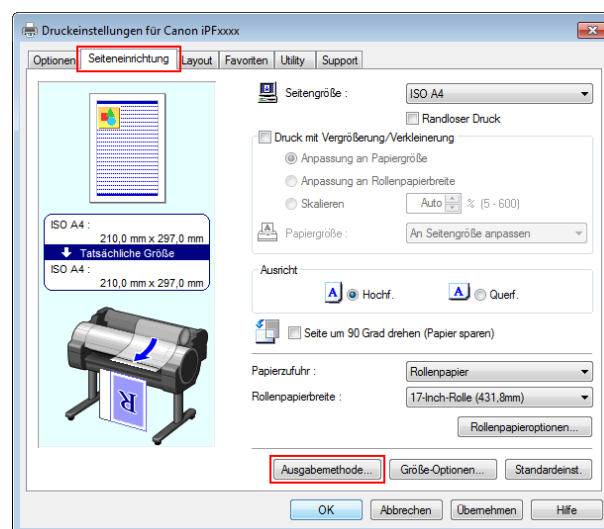 Druckeinstellungen für Canon iPFxxxx
Optionen Seiteneinrichtung Layout Favoriten Utility Support
Seitengröße : ISO A4
Randloser Druck
Druck mit Vergrößerung/Verkleinerung
Anpassung an Papiergröße
Anpassung an Rollenpapierbreite
Skalieren Auto % (5 - 600)
Papiergröße : An Seitengröße anpassen
ISO A4 :
210,0 mm x 297,0 mm
Tatsächliche Größe
ISO A4 :
210,0 mm x 297,0 mm
Ausricht
A Hochf. A Querf.
Seite um 90 Grad drehen (Papier sparen)
R
Papierzufuhr : Rollenpapier
Rollenpapierbreite : 17-Inch-Rolle (431,8mm)
Rollenpapieroptionen...
Ausgabemethode... Größe-Optionen... Standardeinst.
OK Abbrechen Übernehmen Hilfe